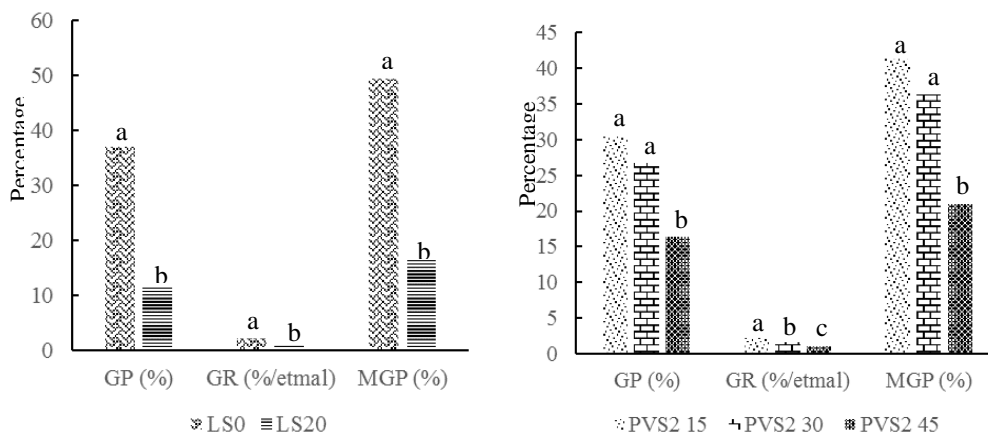 60
50
40
30
20
10
0
Percentage
a
b
a
b
a
b
GP (%) GR (%/etmal) MGP (%)
LS0 LS20
45
40
35
30
25
20
15
10
5
0
Percentage
a
a
b
a
b
c
a
a
b
GP (%) GR (%/etmal) MGP (%)
PVS2 15 PVS2 30 PVS2 45